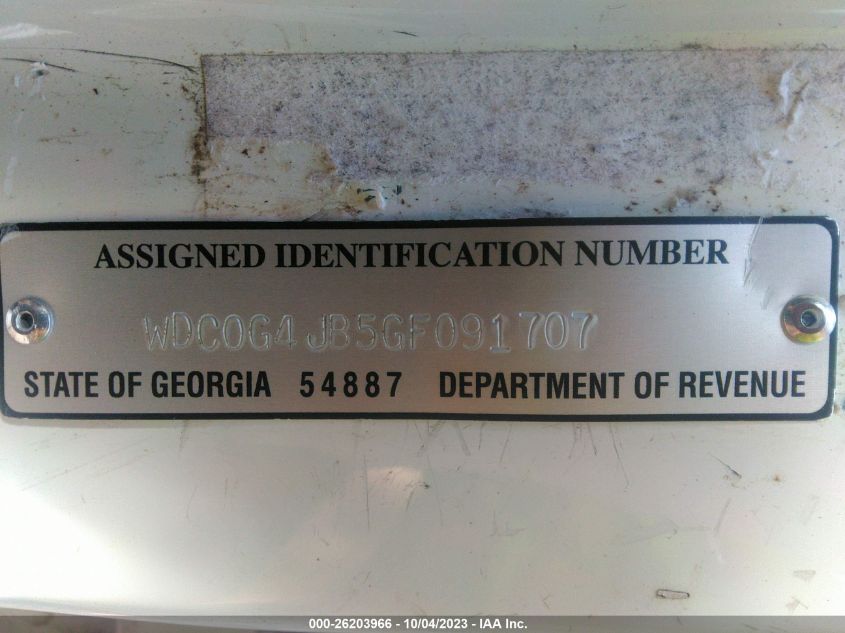 ASSIGNED IDENTIFICATION NUMBER
WDC0G4JB5GF091707
STATE OF GEORGIA 54887 DEPARTMENT OF REVENUE
000-26203966 - 10/04/2023 - IAA Inc.